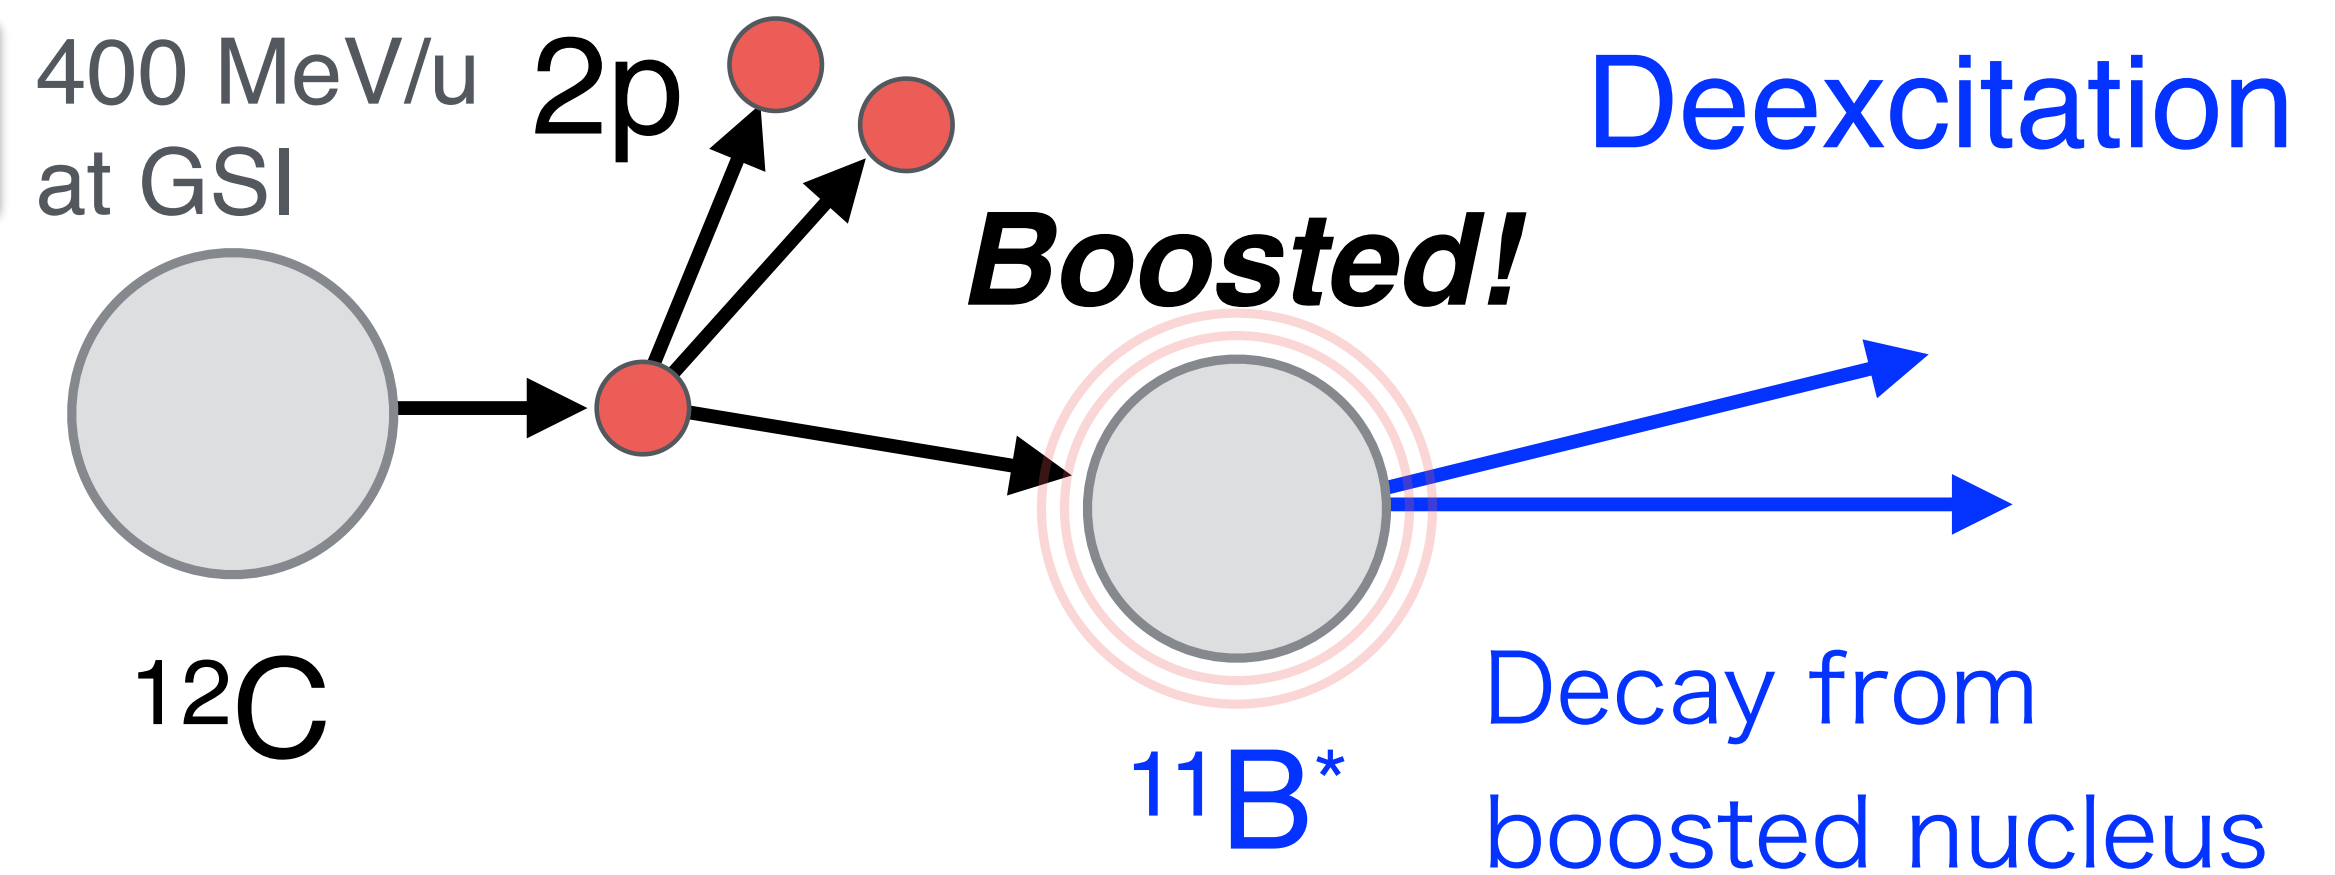 400 MeV/u
at GSI
2p
Deexcitation
Boosted!
¹²C
¹¹B*
Decay from
boosted nucleus